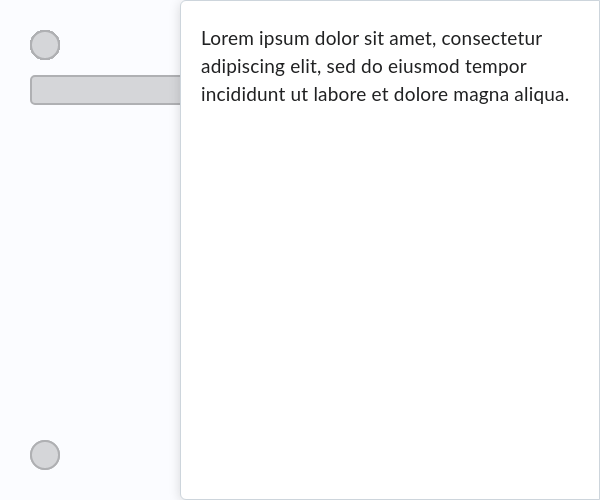 Lorem ipsum dolor sit amet, consectetur
adipiscing elit, sed do eiusmod tempor
incididunt ut labore et dolore magna aliqua.